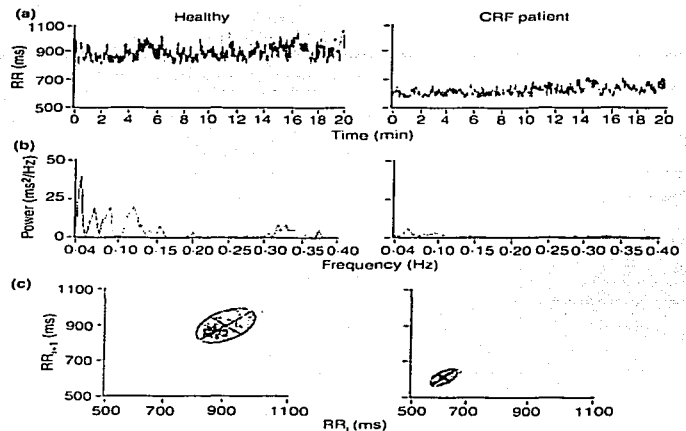 (a)
Healthy
CRF patient
RR (ms)
1100
900
700
500
0 2 4 6 8 10 12 14 16 18 20
0 2 4 6 8 10 12 14 16 18 20
Time (min)
(b)
Power (ms²/Hz)
50
25
0
0·04 0·10 0·15 0·20 0·25 0·30 0·35 0·40
0·04 0·10 0·15 0·20 0·25 0·30 0·35 0·40
Frequency (Hz)
(c)
RRi+1 (ms)
1100
900
700
500
500 700 900 1100
500 700 900 1100
RRi (ms)